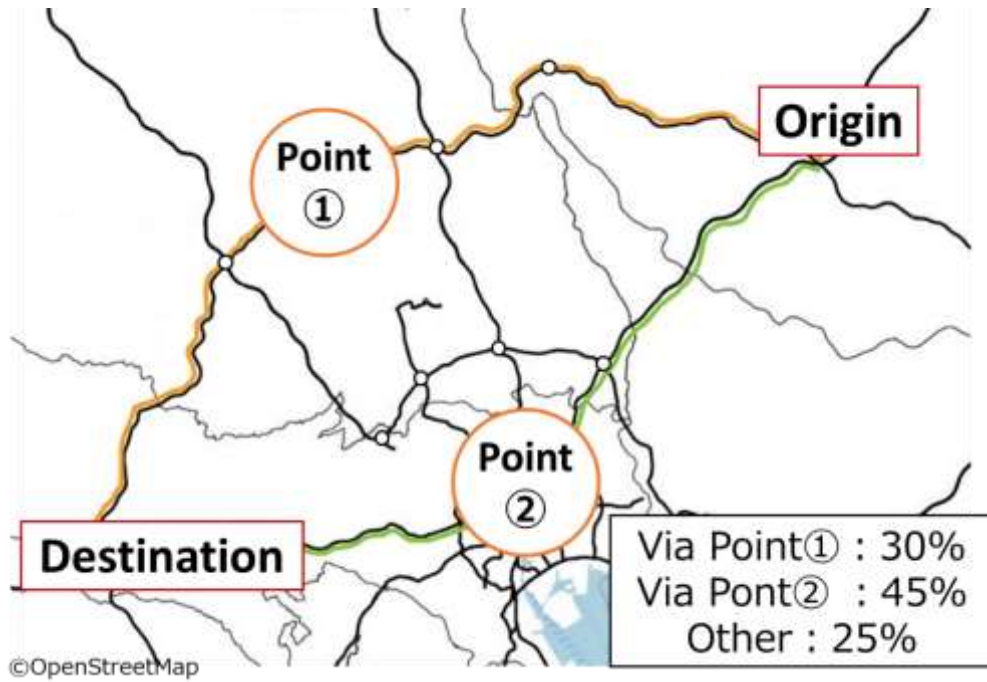 Origin
Point
①
Point
②
Destination
Via Point① : 30%
Via Pont② : 45%
Other : 25%
©OpenStreetMap